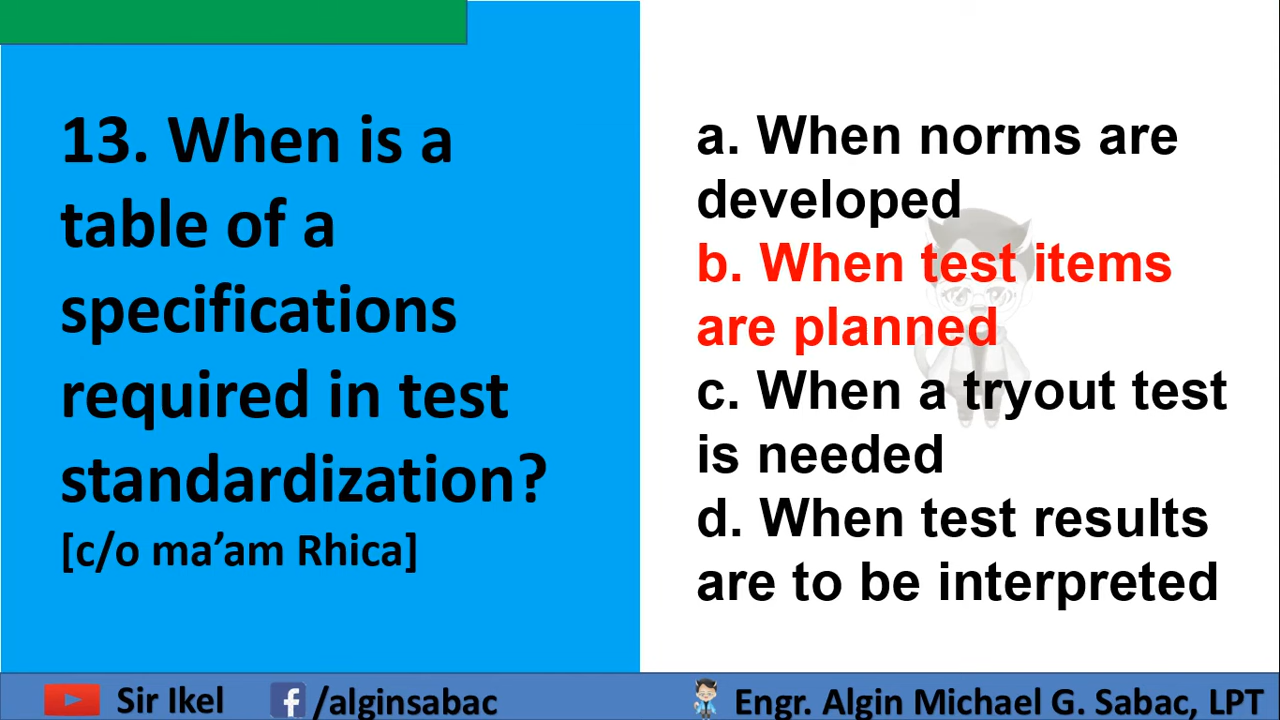 13. When is a
table of a
specifications
required in test
standardization?
[c/o ma’am Rhica]
a. When norms are
developed
b. When test items
are planned
c. When a tryout test
is needed
d. When test results
are to be interpreted
Sir Ikel
f /alginsabac
Engr. Algin Michael G. Sabac, LPT